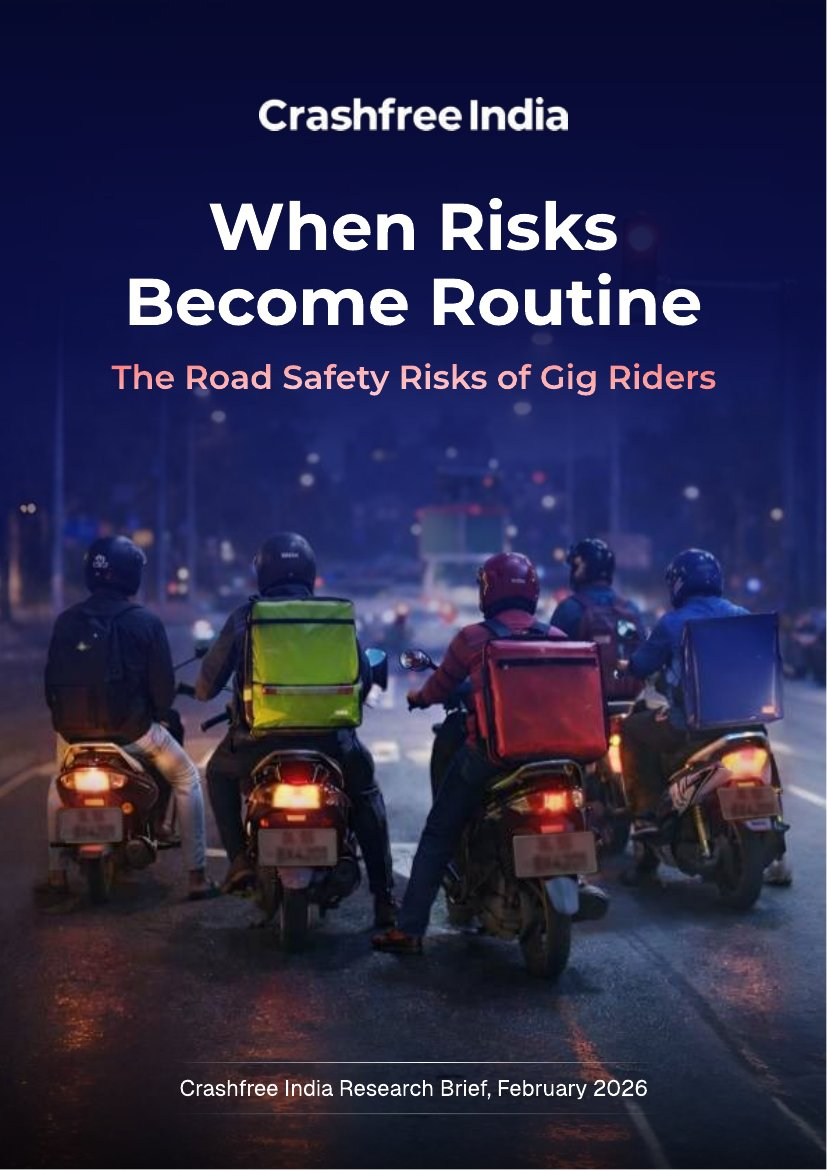 Crashfree India
When Risks
Become Routine
The Road Safety Risks of Gig Riders
Crashfree India Research Brief, February 2026